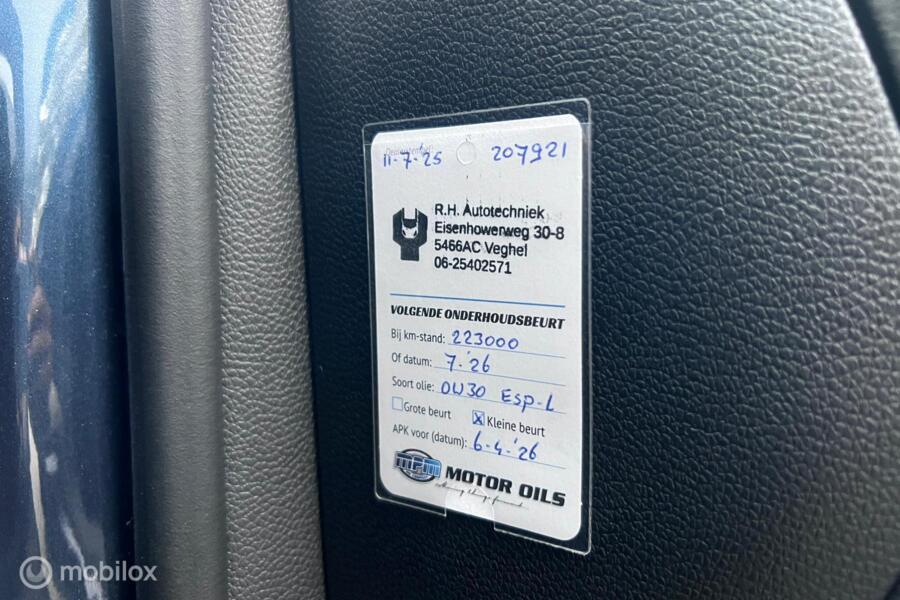 11-7-'25 207921
R.H. Autotechniek
Eisenhowerweg 30-8
5466AC Veghel
06-25402571
VOLGENDE ONDERHOUDSBEURT
Bij km-stand: 223000
Of datum: 7-'26
Soort olie: 0W30 Esp-L
Grote beurt Kleine beurt
APK voor (datum): 6-4-'26
mpm MOTOR OILS
mobilox